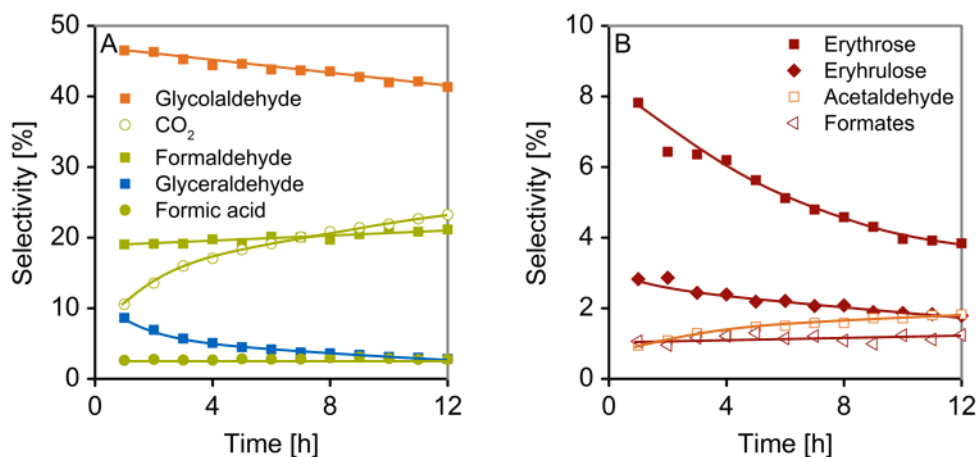 A
Selectivity [%]
50
40
30
20
10
0
Glycolaldehyde
CO₂
Formaldehyde
Glyceraldehyde
Formic acid
0 4 8 12
Time [h]
B
Selectivity [%]
10
8
6
4
2
0
Erythrose
Eryhrulose
Acetaldehyde
Formates
0 4 8 12
Time [h]